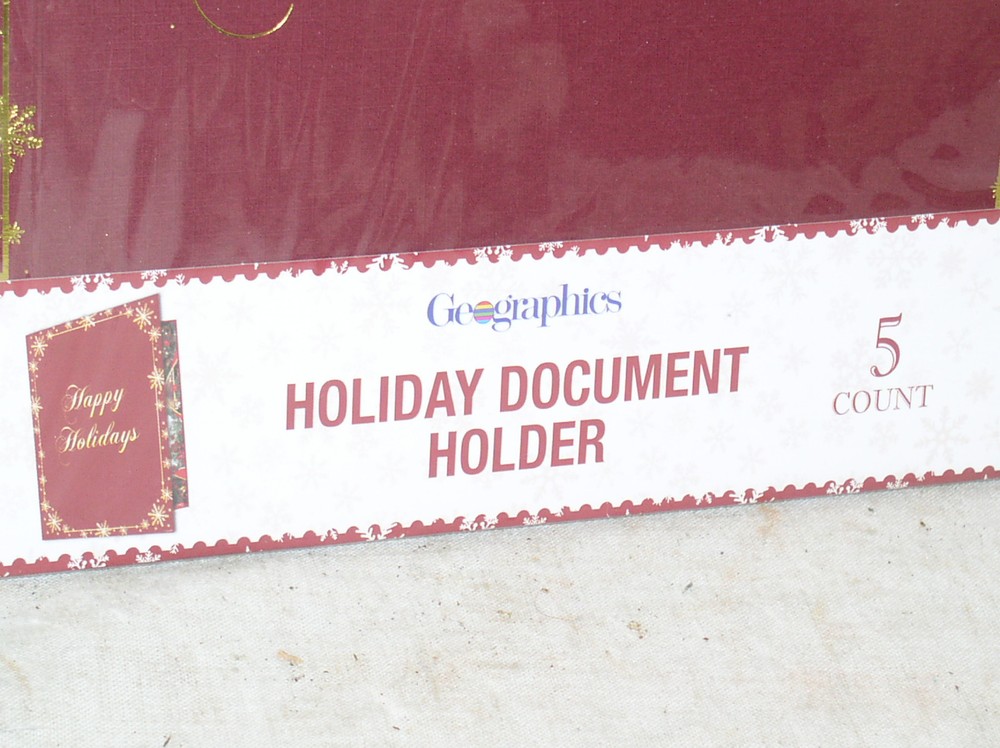 Geographics
HOLIDAY DOCUMENT
HOLDER
5
COUNT
Happy
Holidays